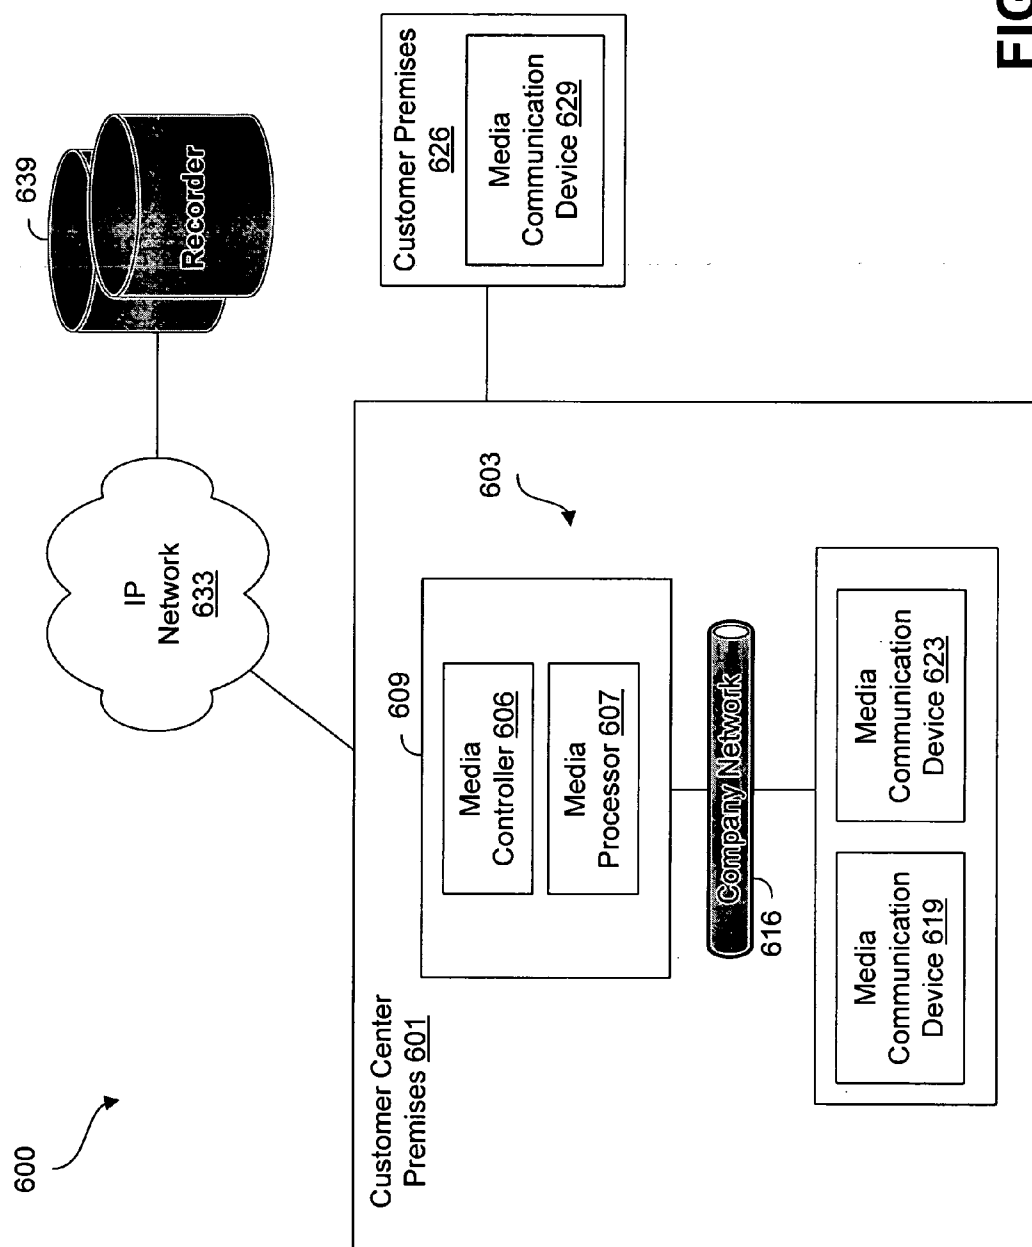 600
639
IP
Network
633
Recorder
Customer Center
Premises 601
609
603
Customer Premises
626
Media
Controller 606
Media
Processor 607
Media
Communication
Device 629
Company Network
616
Media
Communication
Device 619
Media
Communication
Device 623
FIG